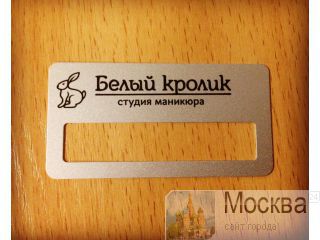 Белый кролик
студия маникюра
Москва
сайт города